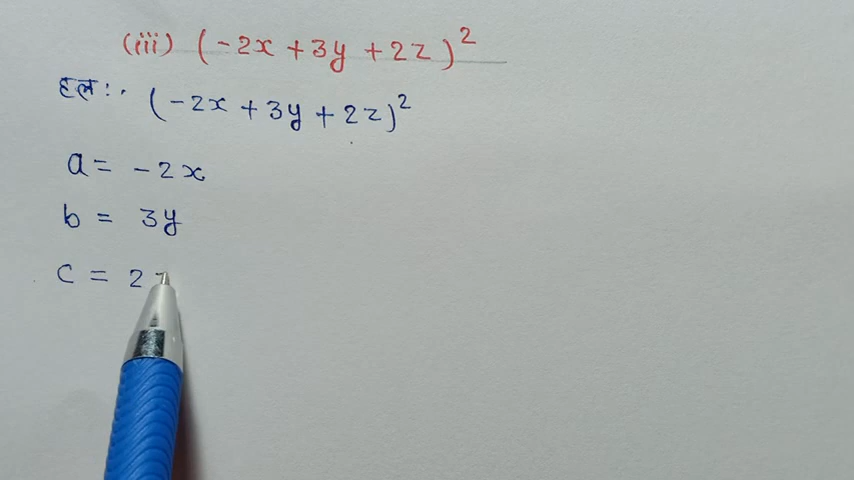 (iii) (-2x + 3y + 2z)²
हल:. (-2x + 3y + 2z)²
a = -2x
b = 3y
c = 2